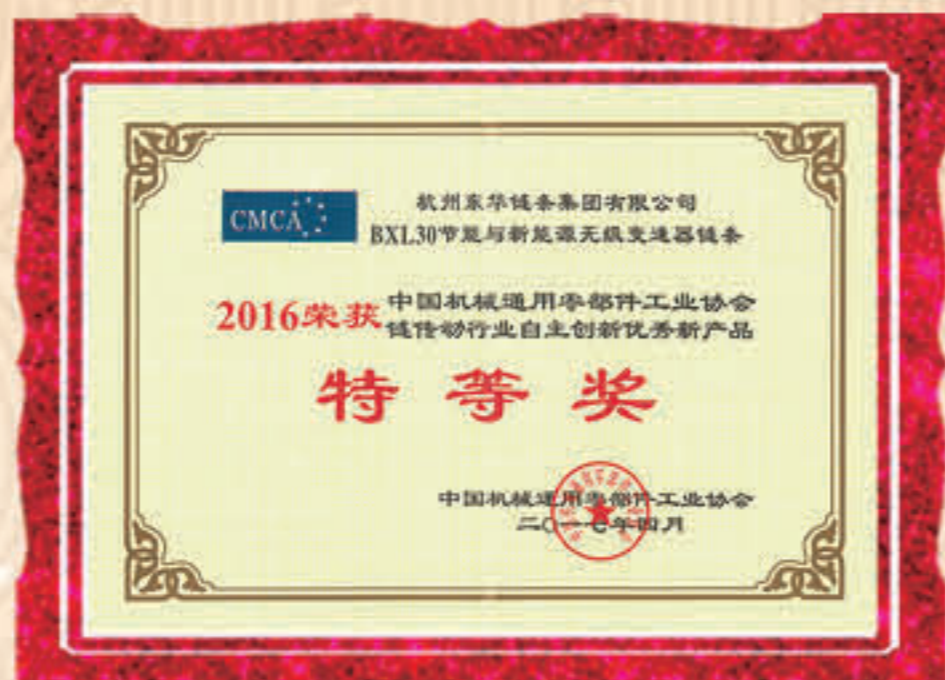 CMCA
杭州东华链条集团有限公司
BXL30节能与新能源无级变速器链条
2016荣获
中国机械通用零部件工业协会
链传动行业自主创新优秀新产品
特等奖
中国机械通用零部件工业协会
二〇一七年四月